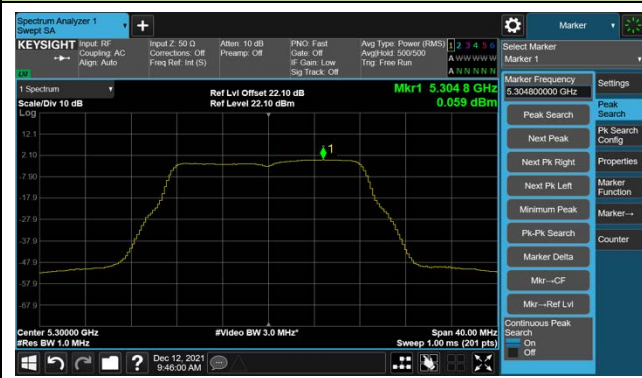 Spectrum Analyzer 1
Swept SA
Marker
KEYSIGHT
Input: RF
Coupling: AC
Align: Auto
Input Z: 50 Ω
Corrections: Off
Freq Ref: Int (S)
Atten: 10 dB
Preamp: Off
PNO: Fast
Gate: Off
IF Gain: Low
Sig Track: Off
Avg Type: Power (RMS)
Avg|Hold: 500/500
Trig: Free Run
1 2 3 4 5 6
A W W W W W
A N N N N N
LXI
Select Marker
Marker 1
1 Spectrum
Scale/Div 10 dB
Log
Ref Lvl Offset 22.10 dB
Ref Level 22.10 dBm
Mkr1 5.304 8 GHz
0.059 dBm
12.1
2.10
-7.90
-17.9
-27.9
-37.9
-47.9
-57.9
-67.9
1
Center 5.30000 GHz
#Res BW 1.0 MHz
#Video BW 3.0 MHz*
Span 40.00 MHz
Sweep 1.00 ms (201 pts)
Marker Frequency
5.304800000 GHz
Peak Search
Next Peak
Next Pk Right
Next Pk Left
Minimum Peak
Pk-Pk Search
Marker Delta
Mkr→CF
Mkr→Ref Lvl
Continuous Peak
Search
On
Off
Settings
Peak
Search
Pk Search
Config
Properties
Marker
Function
Marker→
Counter
Dec 12, 2021
9:46:00 AM